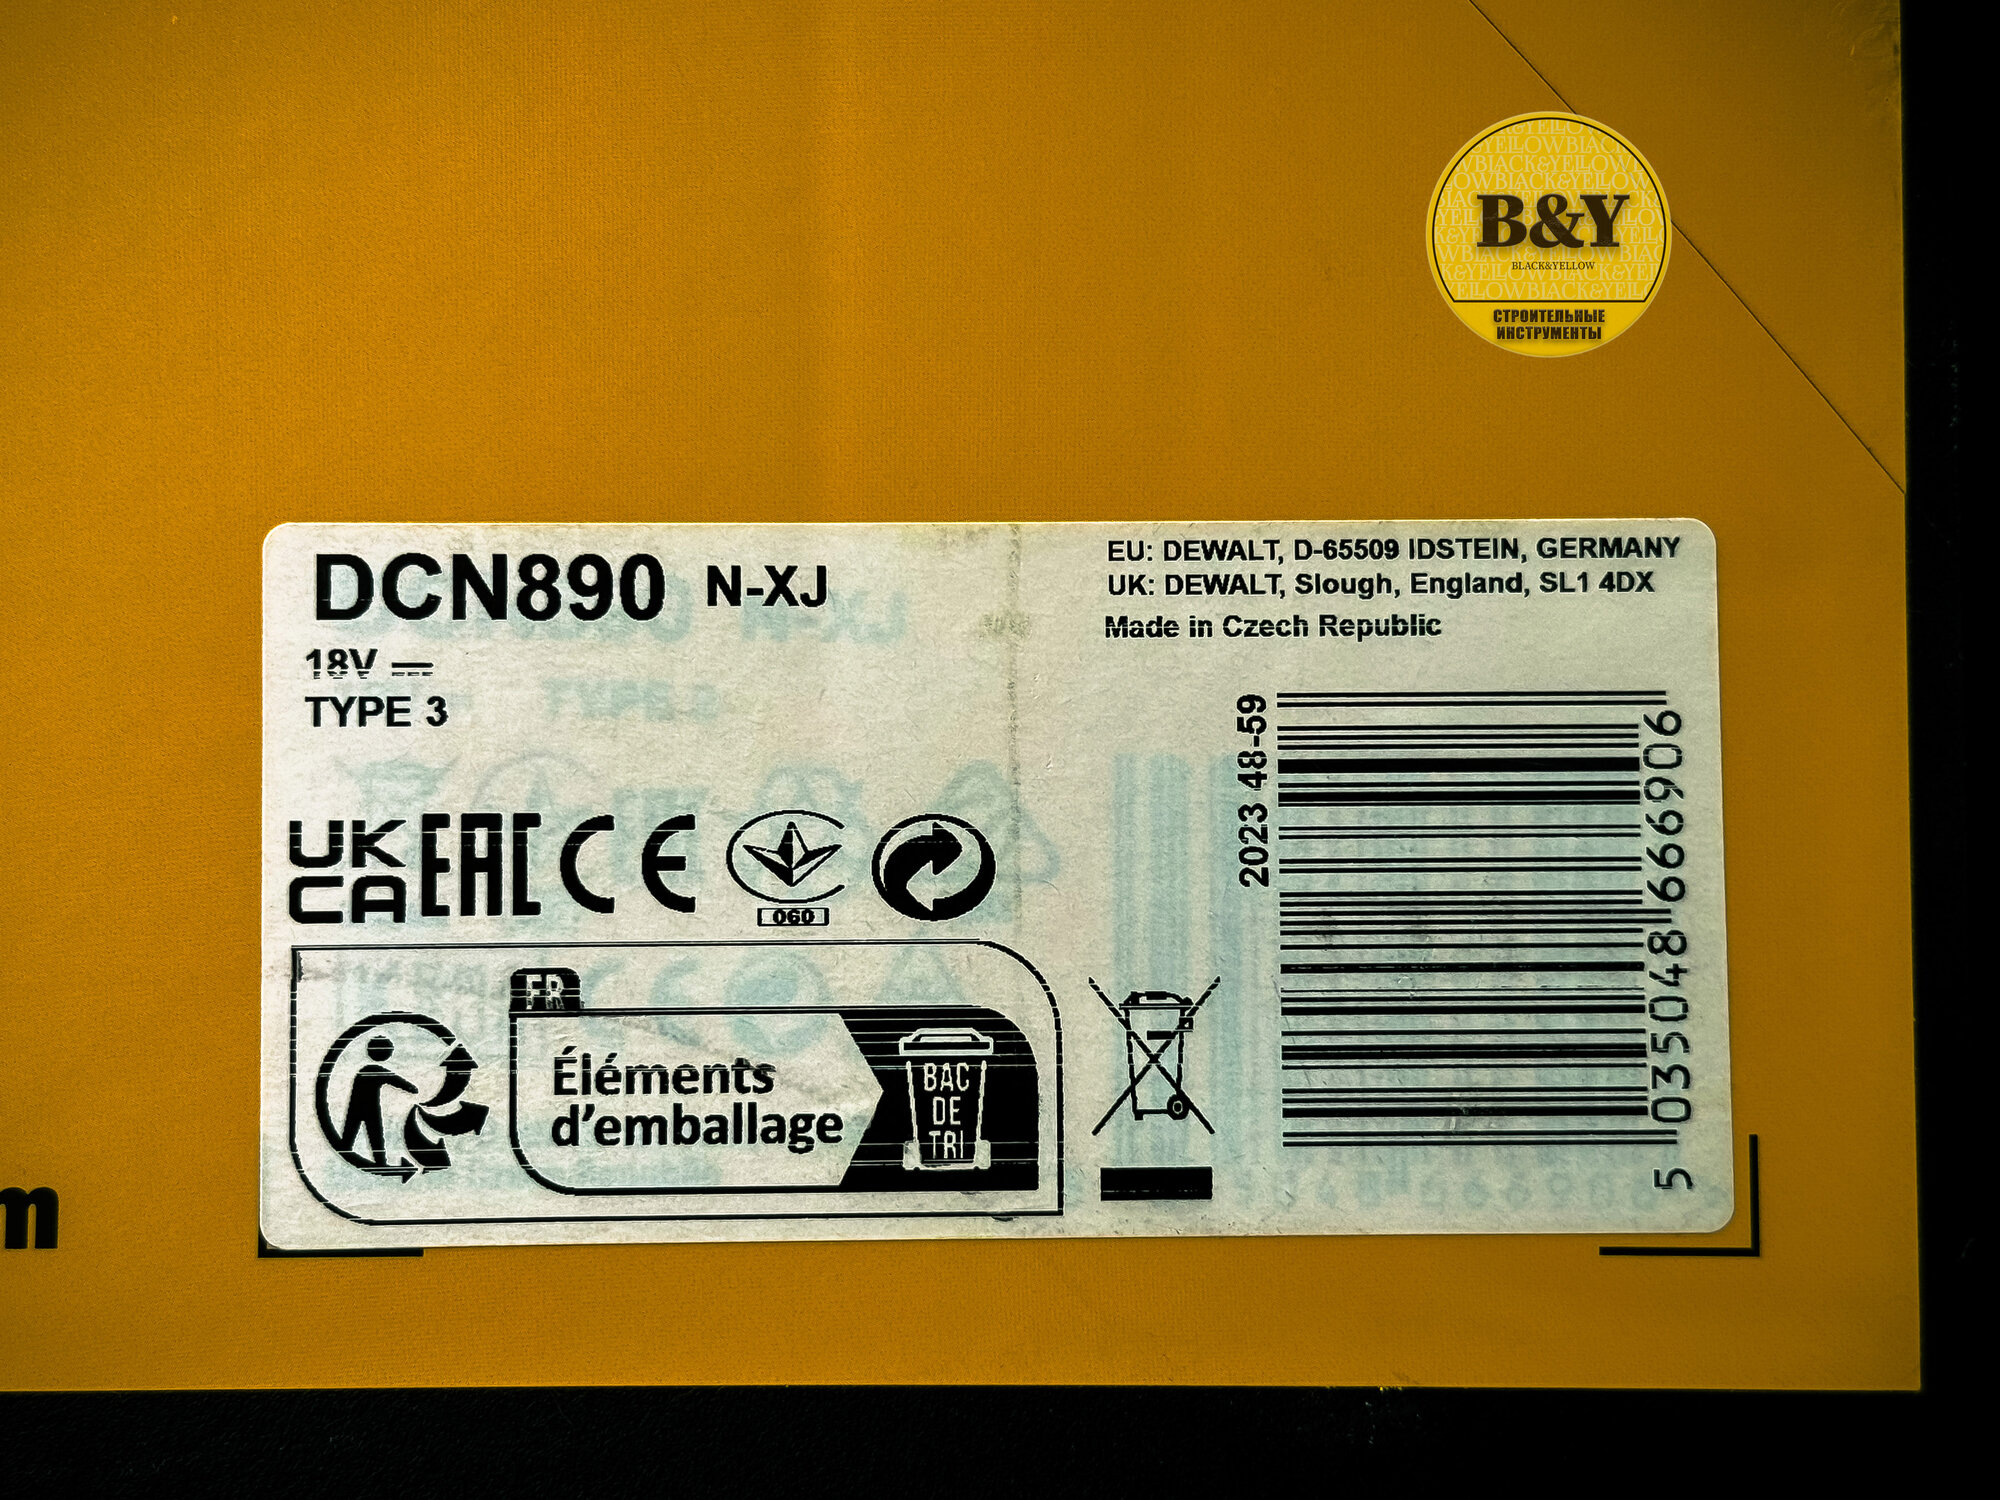 B&Y
BLACK&YELLOW
СТРОИТЕЛЬНЫЕ
ИНСТРУМЕНТЫ
DCN890 N-XJ
18V
TYPE 3
EU: DEWALT, D-65509 IDSTEIN, GERMANY
UK: DEWALT, Slough, England, SL1 4DX
Made in Czech Republic
2023 48-59
5 035048 666906
UK
CA
EAC
CE
060
FR
Éléments
d'emballage
BAC
DE
TRI
m